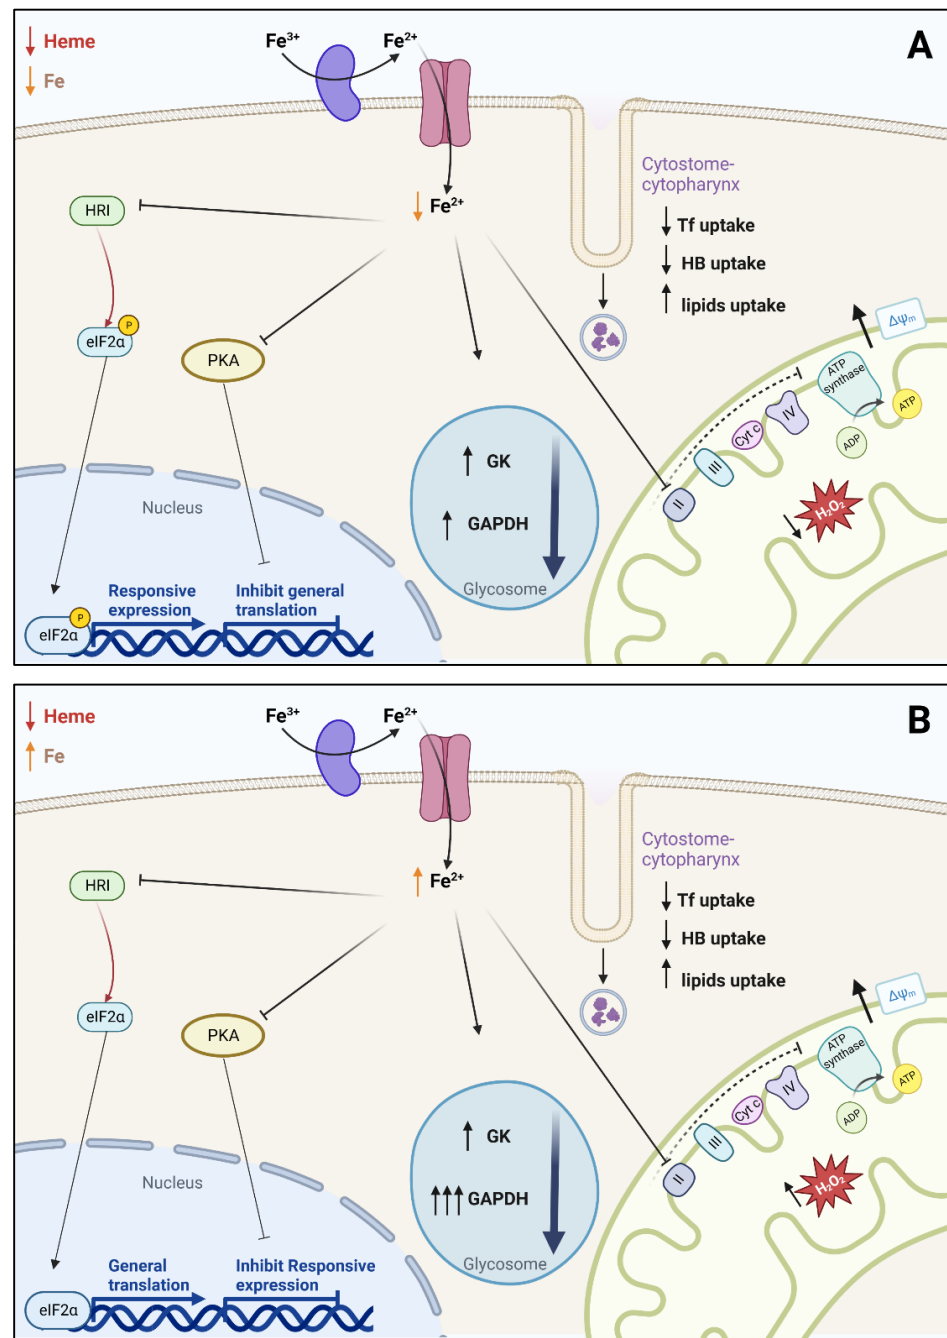 Heme
Fe
Fe³⁺
Fe²⁺
A
Fe²⁺
HRI
Cytostome-
cytopharynx
Tf uptake
HB uptake
lipids uptake
P
eIF2α
PKA
Δψₘ
ATP
synthase
ATP
ADP
IV
Cyt c
III
II
H₂O₂
GK
GAPDH
Glycosome
Nucleus
Responsive
expression
Inhibit general
translation
P
eIF2α
Heme
Fe
Fe³⁺
Fe²⁺
B
Fe²⁺
HRI
Cytostome-
cytopharynx
Tf uptake
HB uptake
lipids uptake
eIF2α
PKA
Δψₘ
ATP
synthase
ATP
ADP
IV
Cyt c
III
II
H₂O₂
GK
GAPDH
Glycosome
Nucleus
General
translation
Inhibit Responsive
expression
eIF2α